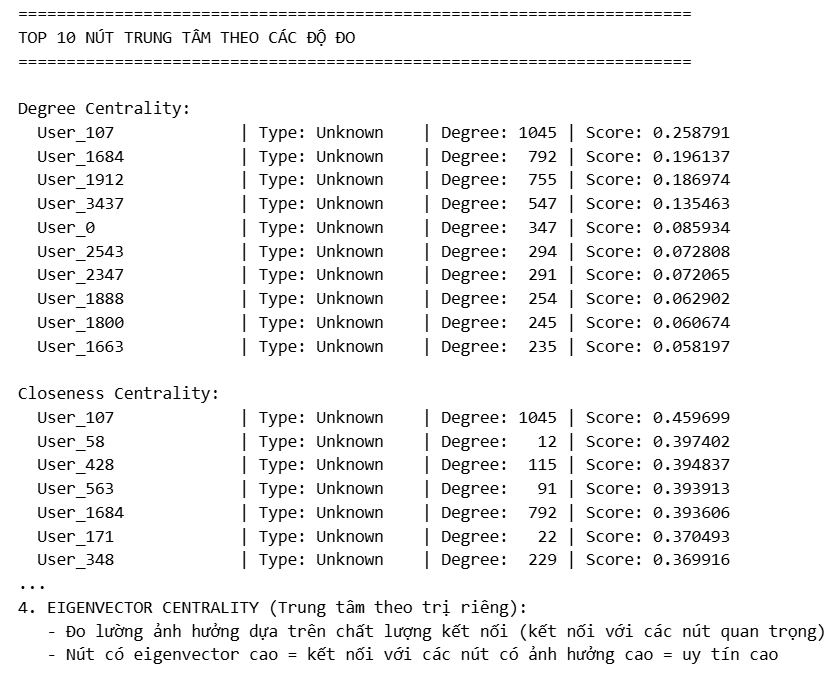 ======================================================================
TOP 10 NÚT TRUNG TÂM THEO CÁC ĐỘ ĐO
======================================================================

Degree Centrality:
  User_107             | Type: Unknown    | Degree: 1045 | Score: 0.258791
  User_1684            | Type: Unknown    | Degree:  792 | Score: 0.196137
  User_1912            | Type: Unknown    | Degree:  755 | Score: 0.186974
  User_3437            | Type: Unknown    | Degree:  547 | Score: 0.135463
  User_0               | Type: Unknown    | Degree:  347 | Score: 0.085934
  User_2543            | Type: Unknown    | Degree:  294 | Score: 0.072808
  User_2347            | Type: Unknown    | Degree:  291 | Score: 0.072065
  User_1888            | Type: Unknown    | Degree:  254 | Score: 0.062902
  User_1800            | Type: Unknown    | Degree:  245 | Score: 0.060674
  User_1663            | Type: Unknown    | Degree:  235 | Score: 0.058197

Closeness Centrality:
  User_107             | Type: Unknown    | Degree: 1045 | Score: 0.459699
  User_58              | Type: Unknown    | Degree:   12 | Score: 0.397402
  User_428             | Type: Unknown    | Degree:  115 | Score: 0.394837
  User_563             | Type: Unknown    | Degree:   91 | Score: 0.393913
  User_1684            | Type: Unknown    | Degree:  792 | Score: 0.393606
  User_171             | Type: Unknown    | Degree:   22 | Score: 0.370493
  User_348             | Type: Unknown    | Degree:  229 | Score: 0.369916
...
4. EIGENVECTOR CENTRALITY (Trung tâm theo trị riêng):
   - Đo lường ảnh hưởng dựa trên chất lượng kết nối (kết nối với các nút quan trọng)
   - Nút có eigenvector cao = kết nối với các nút có ảnh hưởng cao = uy tín cao